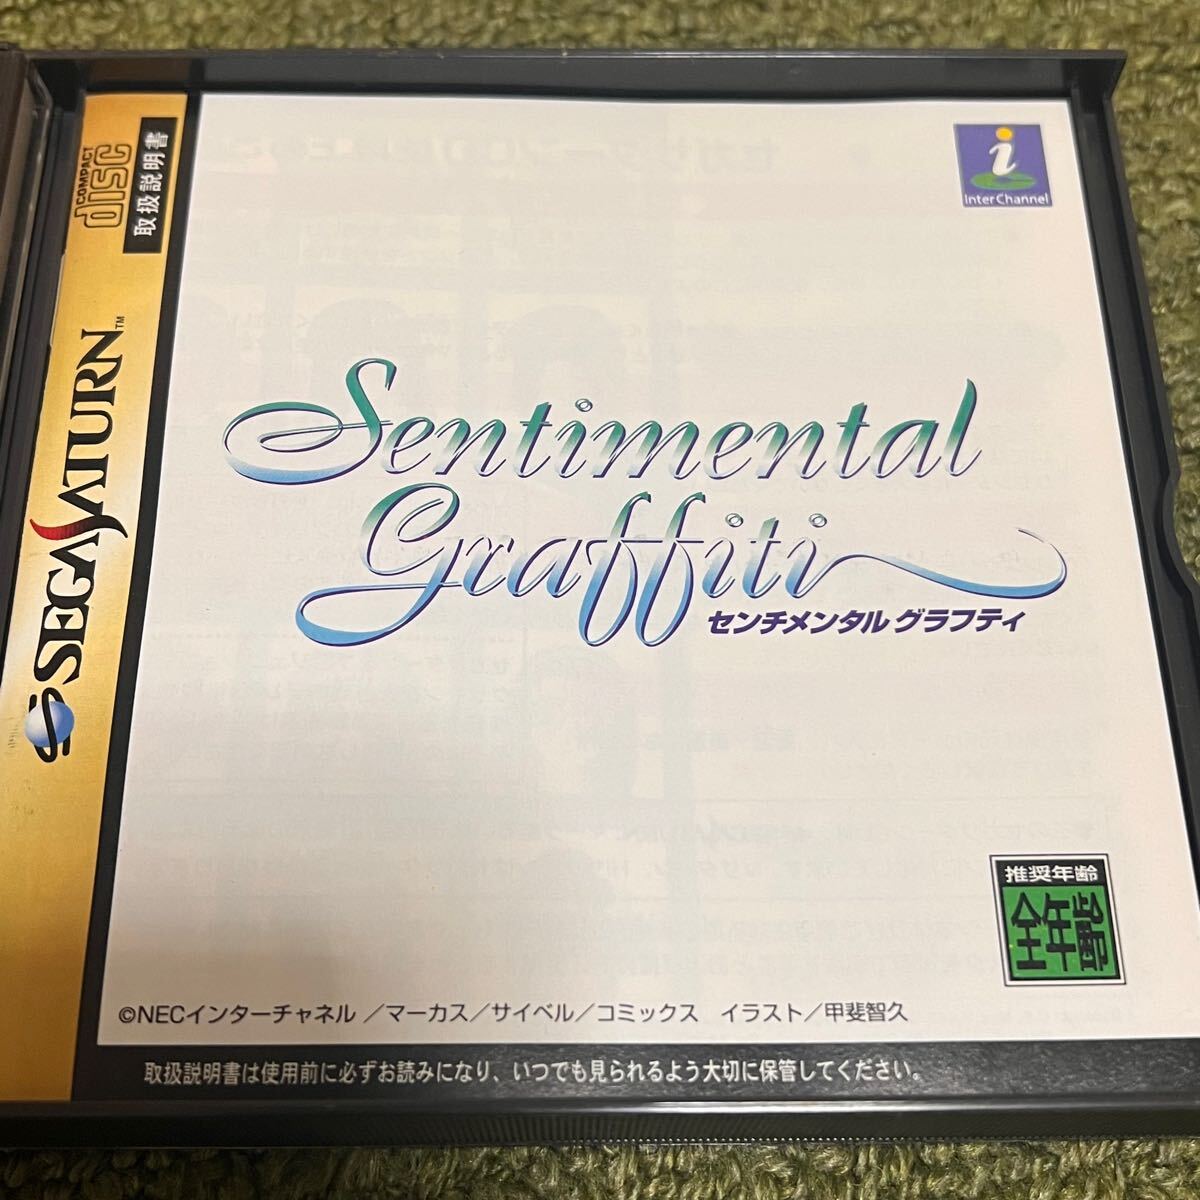 COMPACT
disc
取扱説明書
SEGA SATURN™
i
InterChannel
Sentimental
Graffiti
センチメンタル グラフティ
推奨年齢
全年齢
©NECインターチャネル／マーカス／サイベル／コミックス　イラスト／甲斐智久
取扱説明書は使用前に必ずお読みになり、いつでも見られるよう大切に保管してください。